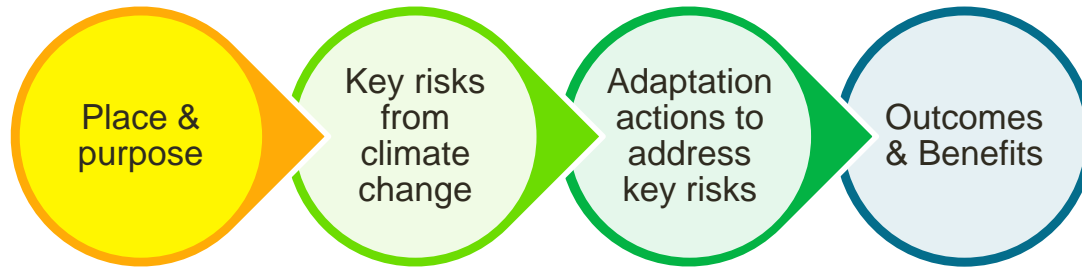 Place &
purpose
Key risks
from
climate
change
Adaptation
actions to
address
key risks
Outcomes
& Benefits